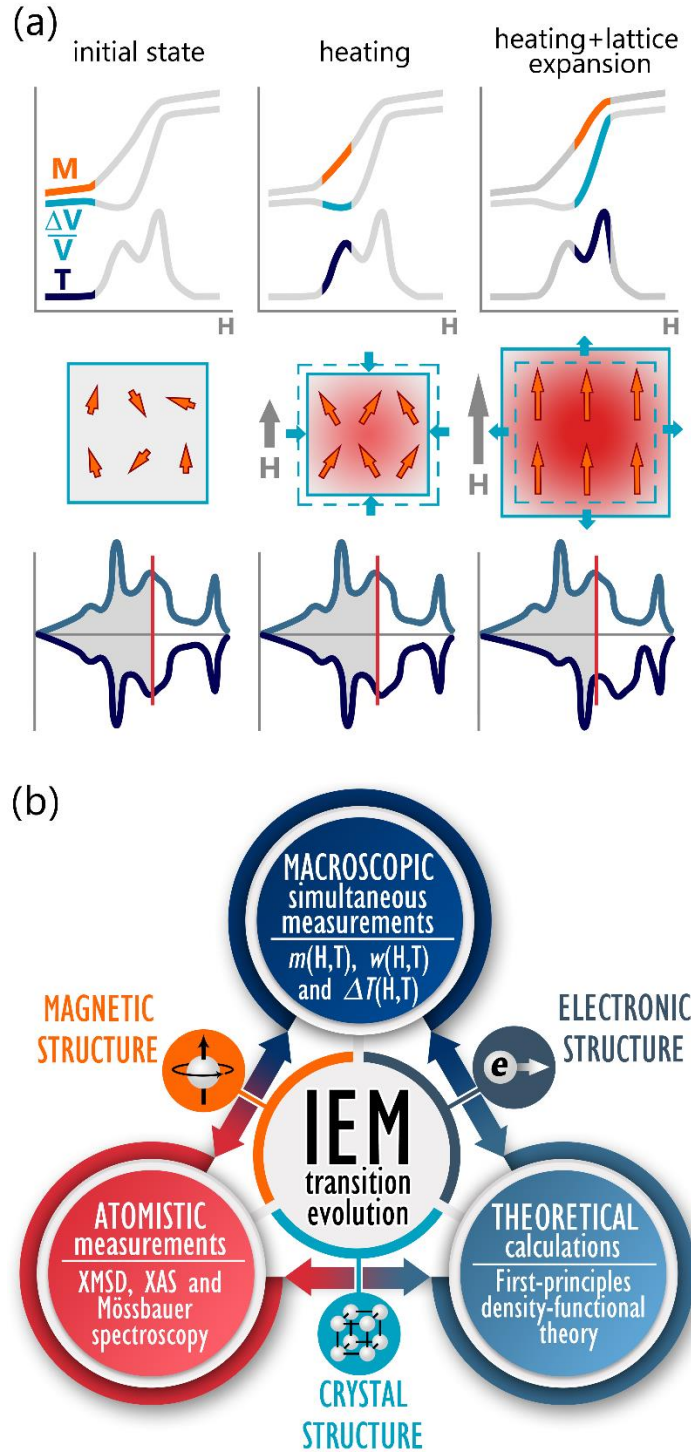 (a)
initial state
heating
heating+lattice
expansion
M
ΔV
V
T
H
H
H
H
H
(b)
MACROSCOPIC
simultaneous
measurements
m(H,T), w(H,T)
and ΔT(H,T)
MAGNETIC
STRUCTURE
ELECTRONIC
STRUCTURE
e
IEM
transition
evolution
ATOMISTIC
measurements
XMSD, XAS and
Mössbauer
spectroscopy
THEORETICAL
calculations
First-principles
density-functional
theory
CRYSTAL
STRUCTURE